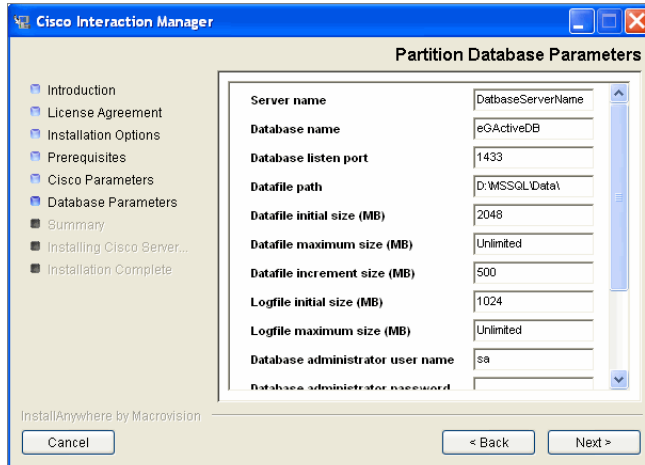 Cisco Interaction Manager
Partition Database Parameters
Introduction
License Agreement
Installation Options
Prerequisites
Cisco Parameters
Database Parameters
Summary
Installing Cisco Server...
Installation Complete
Server name DatbaseServerName
Database name eGActiveDB
Database listen port 1433
Datafile path D:\MSSQL\Data\
Datafile initial size (MB) 2048
Datafile maximum size (MB) Unlimited
Datafile increment size (MB) 500
Logfile initial size (MB) 1024
Logfile maximum size (MB) Unlimited
Database administrator user name sa
Database administrator password
InstallAnywhere by Macrovision
Cancel
< Back
Next >